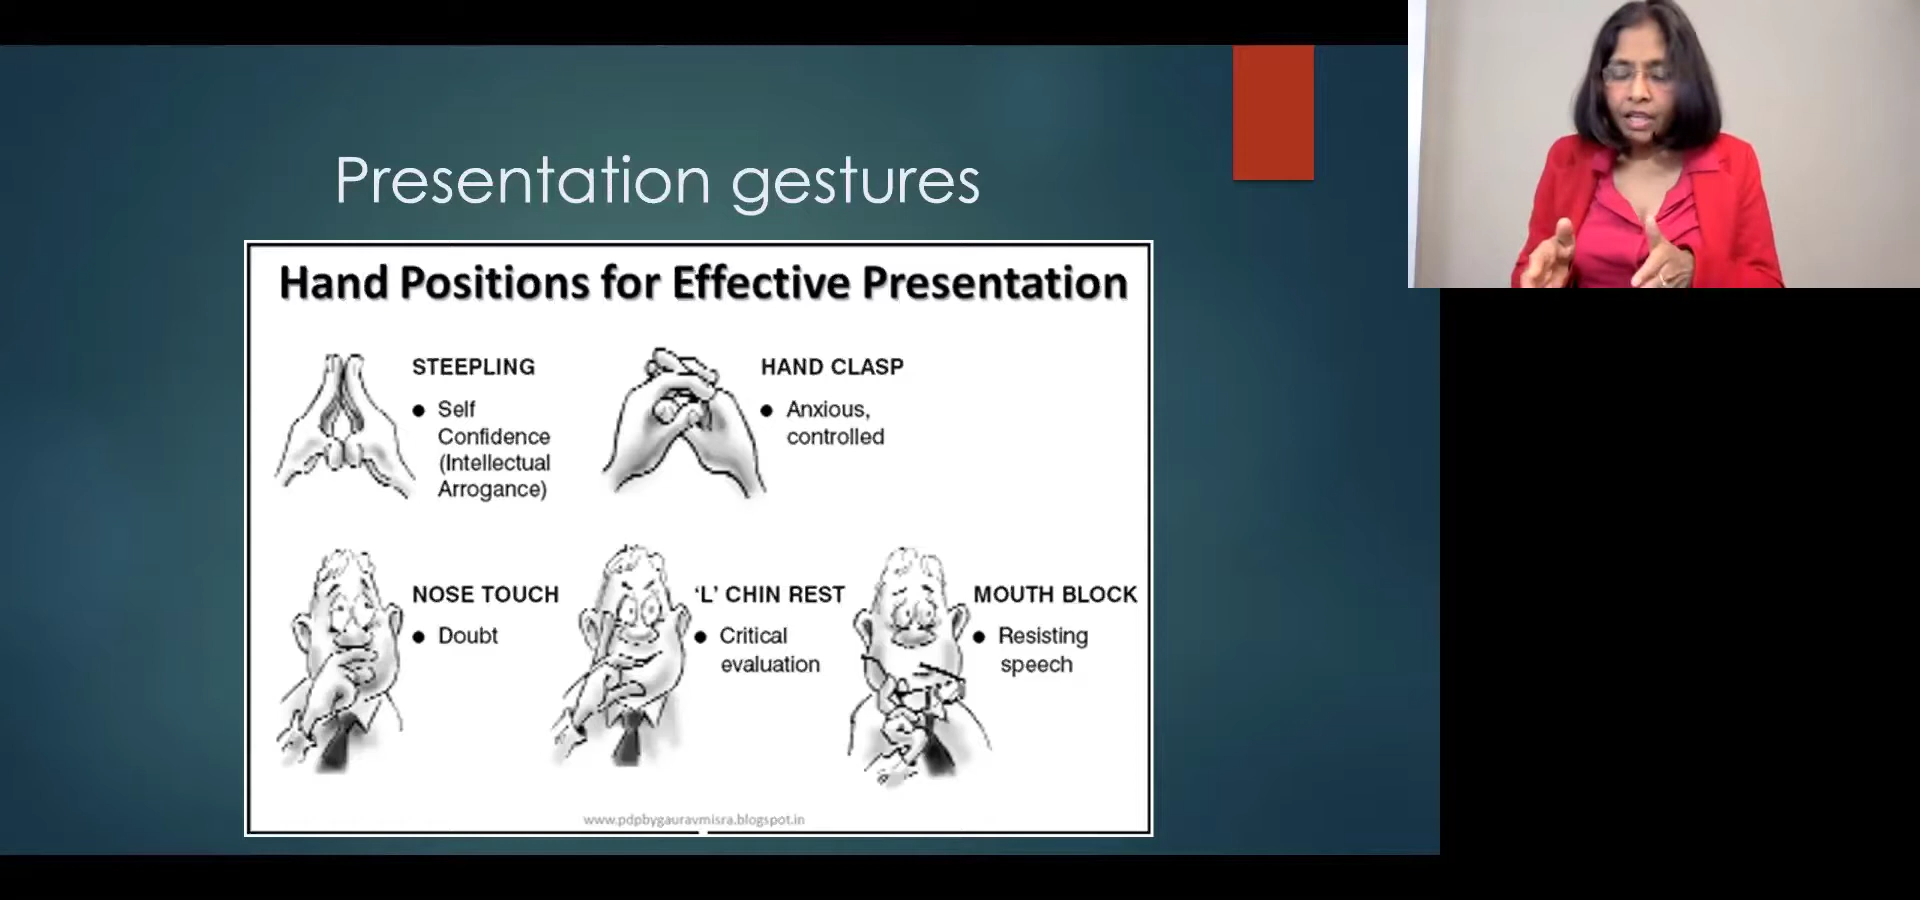 Presentation gestures
Hand Positions for Effective Presentation
STEEPLING
● Self
Confidence
(Intellectual
Arrogance)
HAND CLASP
● Anxious,
controlled
NOSE TOUCH
● Doubt
‘L’ CHIN REST
● Critical
evaluation
MOUTH BLOCK
● Resisting
speech
www.pdpbygauravmisra.blogspot.in